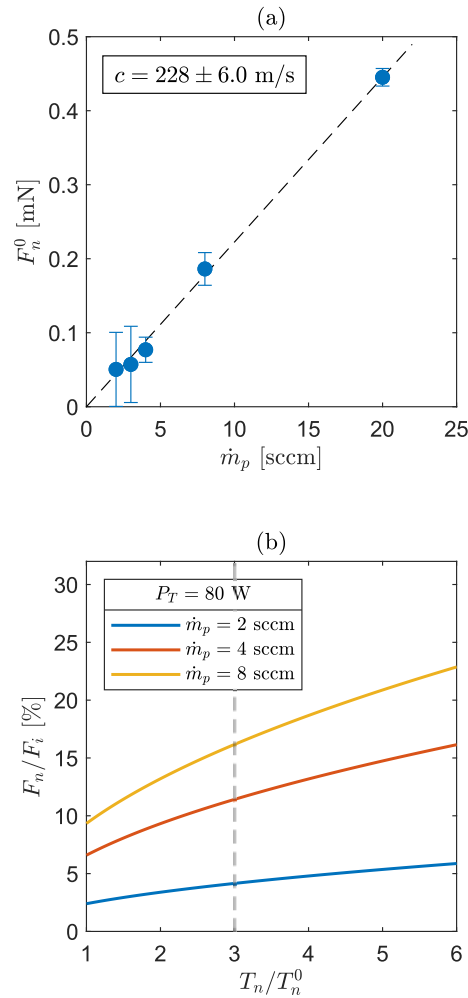 (a)
c = 228 ± 6.0 m/s
0.5
0.4
0.3
0.2
0.1
0
F_n^0 [mN]
0 5 10 15 20 25
ṁ_p [sccm]
(b)
P_T = 80 W
ṁ_p = 2 sccm
ṁ_p = 4 sccm
ṁ_p = 8 sccm
30
25
20
15
10
5
0
F_n/F_i [%]
1 2 3 4 5 6
T_n/T_n^0